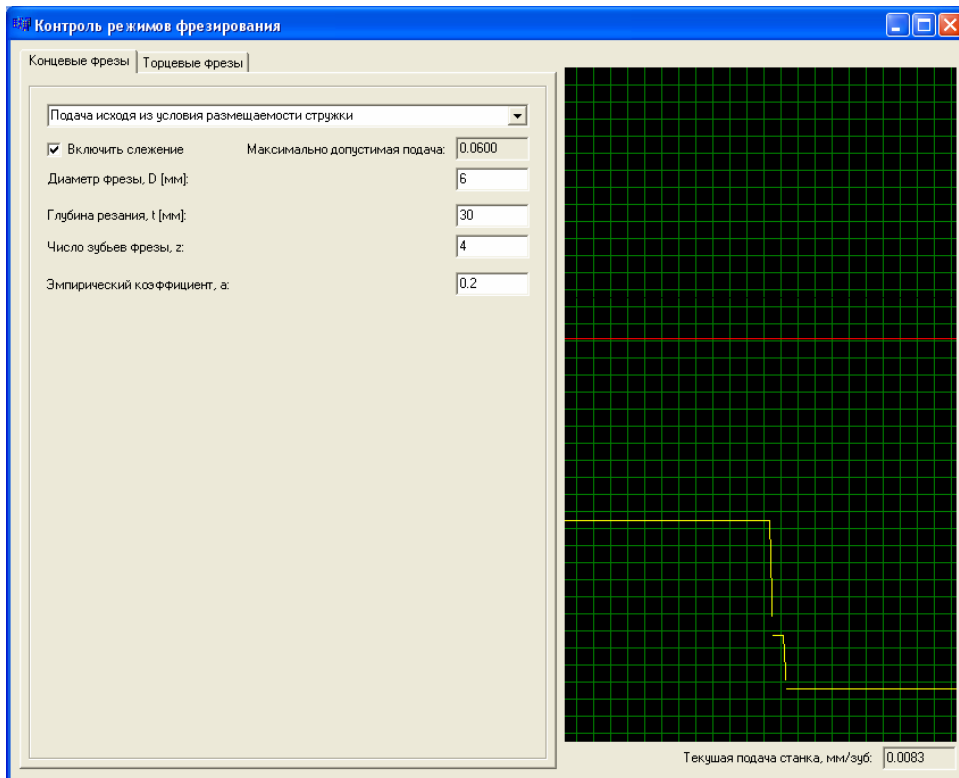 Контроль режимов фрезирования
Концевые фрезы Торцевые фрезы
Подача исходя из условия размещаемости стружки
Включить слежение Максимально допустимая подача: 0.0600
Диаметр фрезы, D [мм]: 6
Глубина резания, t [мм]: 30
Число зубьев фрезы, z: 4
Эмпирический коэффициент, a: 0.2
Текушая подача станка, мм/зуб: 0.0083